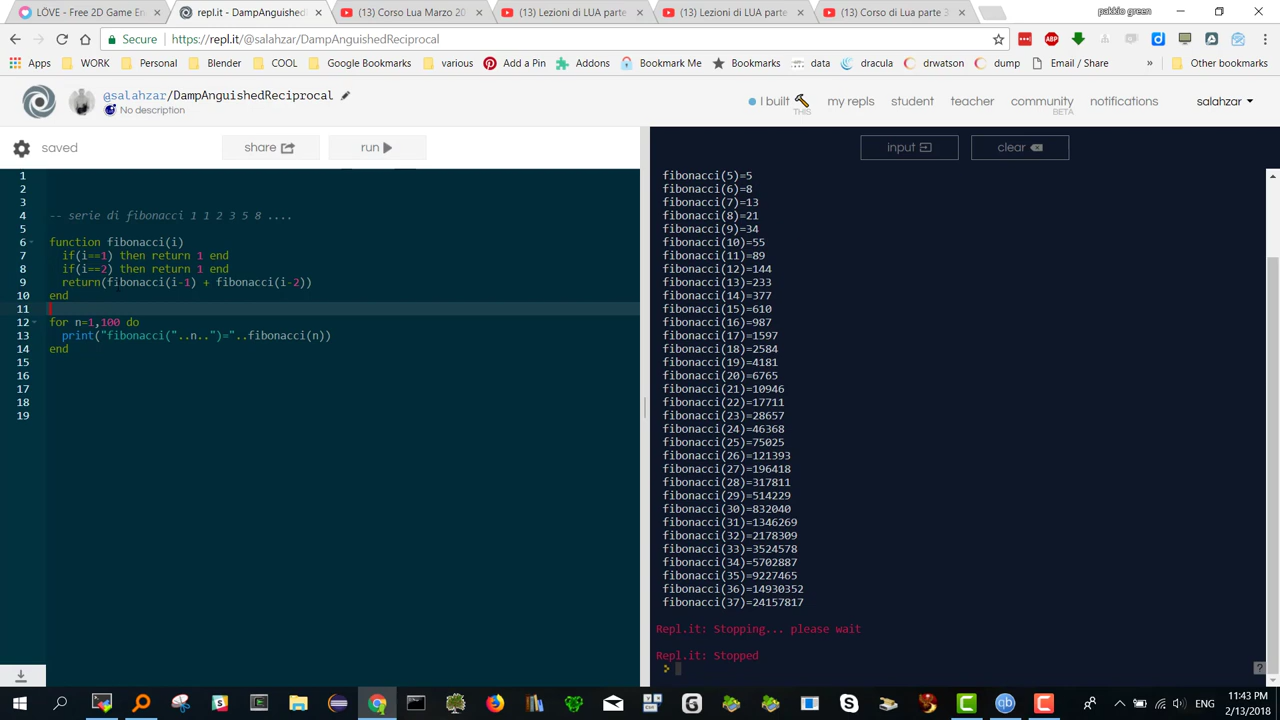 LÖVE - Free 2D Game En
repl.it - DampAnguished
(13) Corso Lua Marzo 20
(13) Lezioni di LUA parte
(13) Lezioni di LUA parte
(13) Corso di Lua parte 3
pakkio green
Secure
https://repl.it/@salahzar/DampAnguishedReciprocal
ABP
Apps WORK Personal Blender COOL Google Bookmarks various Add a Pin Addons Bookmark Me Bookmarks data dracula drwatson dump Email / Share » Other bookmarks
@salahzar/DampAnguishedReciprocal
No description
I built THIS my repls student teacher community BETA notifications salahzar
saved share run input clear
1
2
3
4 -- serie di fibonacci 1 1 2 3 5 8 ....
5
6 function fibonacci(i)
7 if(i==1) then return 1 end
8 if(i==2) then return 1 end
9 return(fibonacci(i-1) + fibonacci(i-2))
10 end
11
12 for n=1,100 do
13 print("fibonacci("..n..")="..fibonacci(n))
14 end
15
16
17
18
19
fibonacci(5)=5
fibonacci(6)=8
fibonacci(7)=13
fibonacci(8)=21
fibonacci(9)=34
fibonacci(10)=55
fibonacci(11)=89
fibonacci(12)=144
fibonacci(13)=233
fibonacci(14)=377
fibonacci(15)=610
fibonacci(16)=987
fibonacci(17)=1597
fibonacci(18)=2584
fibonacci(19)=4181
fibonacci(20)=6765
fibonacci(21)=10946
fibonacci(22)=17711
fibonacci(23)=28657
fibonacci(24)=46368
fibonacci(25)=75025
fibonacci(26)=121393
fibonacci(27)=196418
fibonacci(28)=317811
fibonacci(29)=514229
fibonacci(30)=832040
fibonacci(31)=1346269
fibonacci(32)=2178309
fibonacci(33)=3524578
fibonacci(34)=5702887
fibonacci(35)=9227465
fibonacci(36)=14930352
fibonacci(37)=24157817
Repl.it: Stopping... please wait
Repl.it: Stopped
>
?
ENG
11:43 PM
2/13/2018